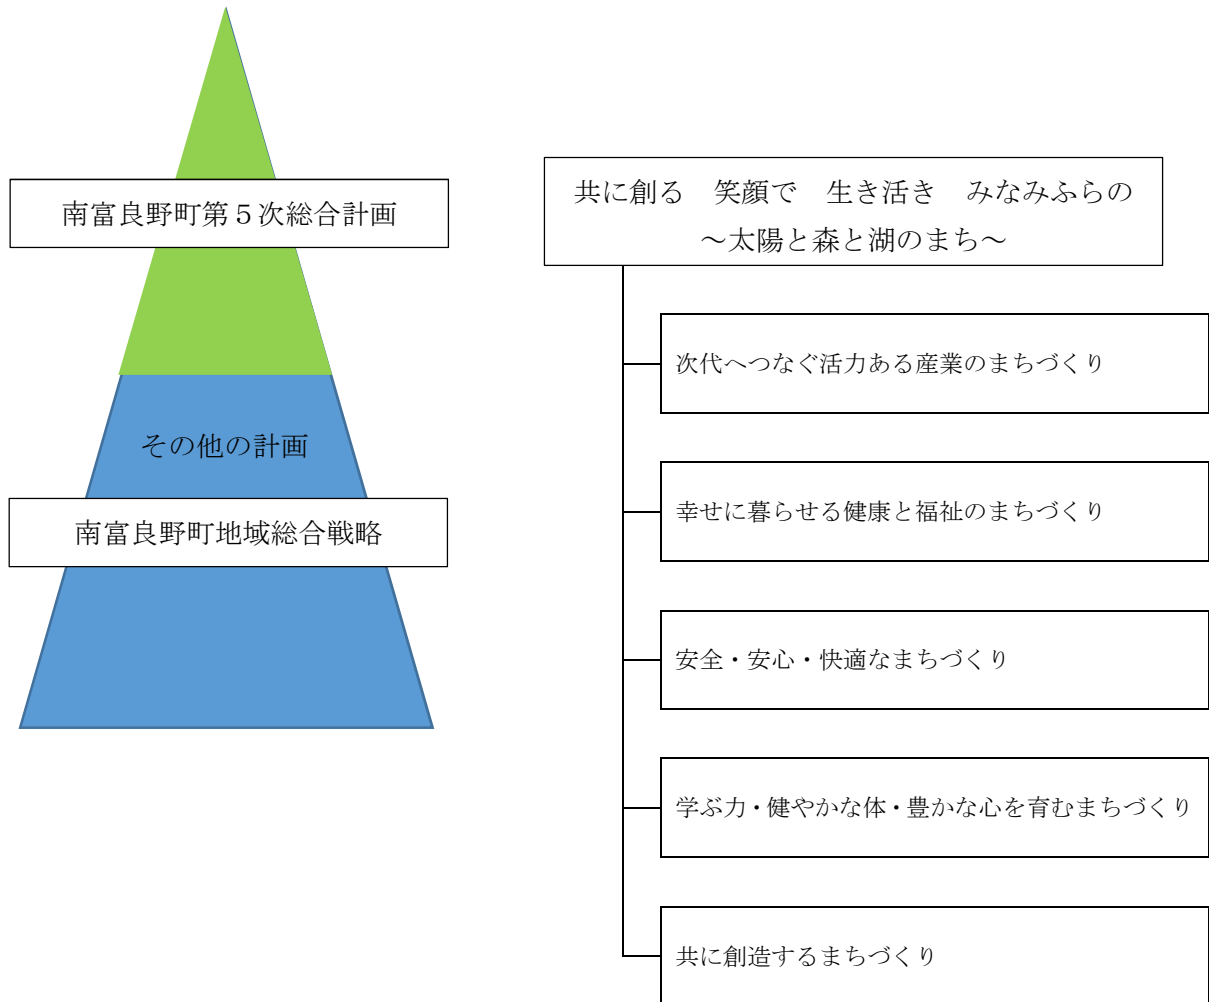 南富良野町第５次総合計画
その他の計画
南富良野町地域総合戦略
共に創る　笑顔で　生き活き　みなみふらの
～太陽と森と湖のまち～
次代へつなぐ活力ある産業のまちづくり
幸せに暮らせる健康と福祉のまちづくり
安全・安心・快適なまちづくり
学ぶ力・健やかな体・豊かな心を育むまちづくり
共に創造するまちづくり